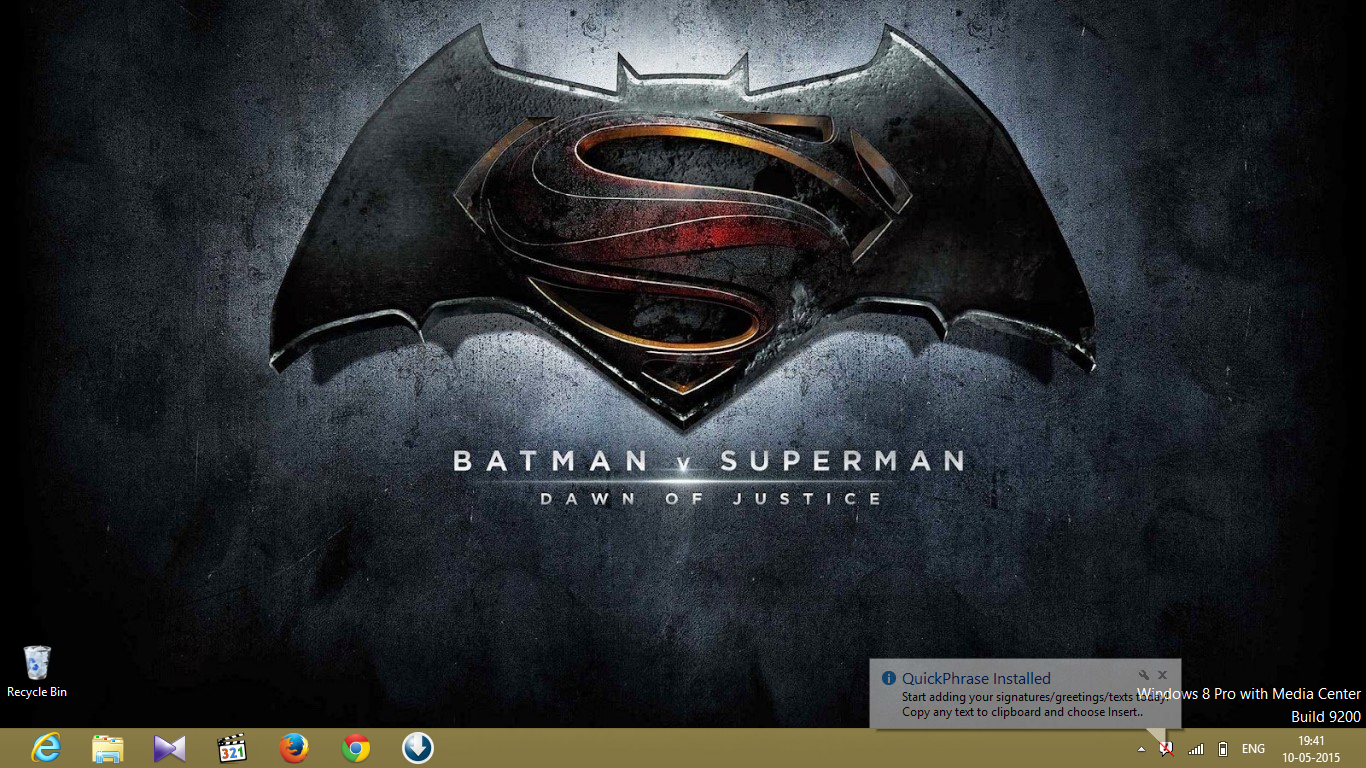 BATMAN v SUPERMAN
DAWN OF JUSTICE
Recycle Bin
QuickPhrase Installed
Start adding your signatures/greetings/texts today.
Copy any text to clipboard and choose Insert..
Windows 8 Pro with Media Center
Build 9200
321
ENG
19:41
10-05-2015